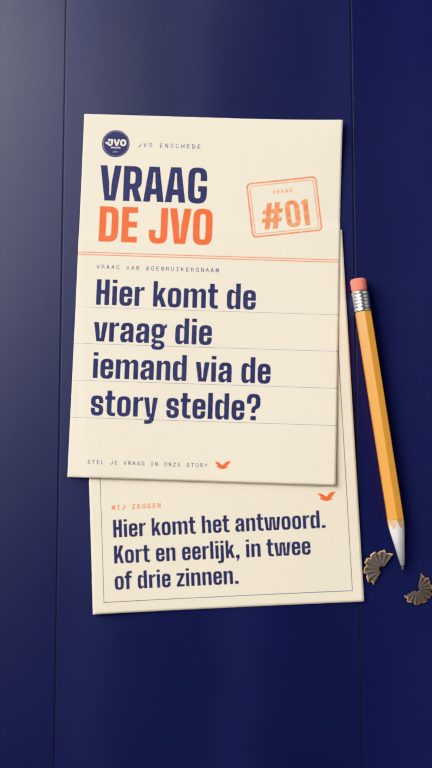 JVO
JVO ENSCHEDE
VRAAG
DE JVO
VRAAG
#01
VRAAG VAN @GEBRUIKERSNAAM
Hier komt de
vraag die
iemand via de
story stelde?
STEL JE VRAAG IN ONZE STORY
WIJ ZEGGEN
Hier komt het antwoord.
Kort en eerlijk, in twee
of drie zinnen.